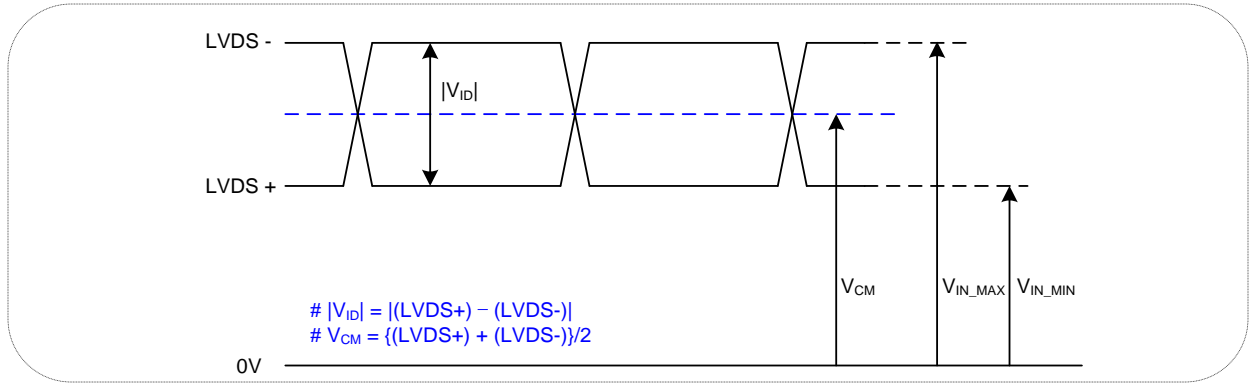 LVDS -
|VID|
LVDS +
VCM
VIN_MAX
VIN_MIN
# |VID| = |(LVDS+) – (LVDS-)|
# VCM = {(LVDS+) + (LVDS-)}/2
0V